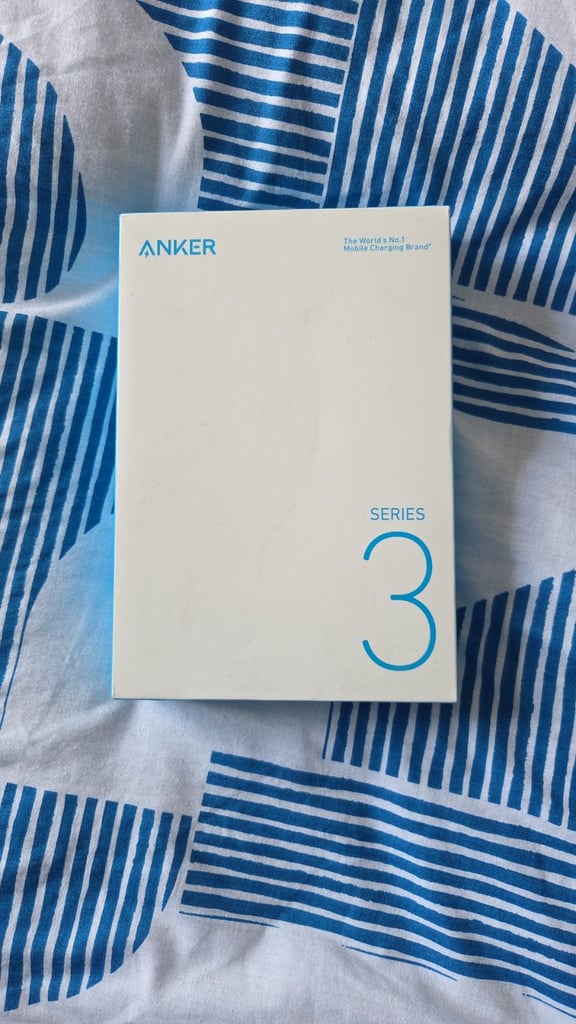 ANKER
The World's No.1
Mobile Charging Brand*
SERIES
3